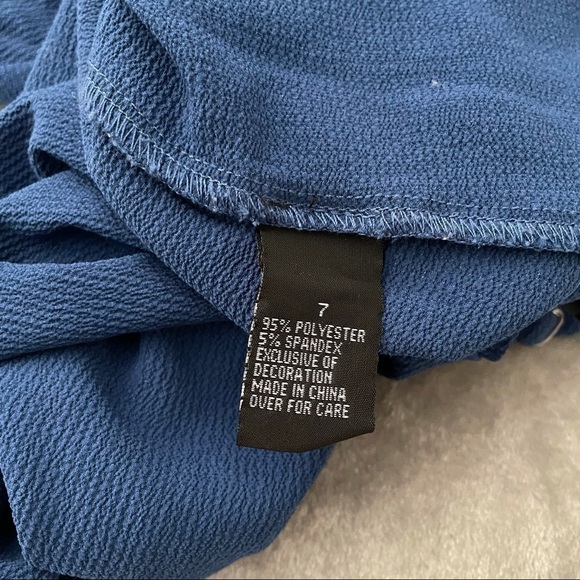 7
95% POLYESTER
5% SPANDEX
EXCLUSIVE OF
DECORATION
MADE IN CHINA
OVER FOR CARE